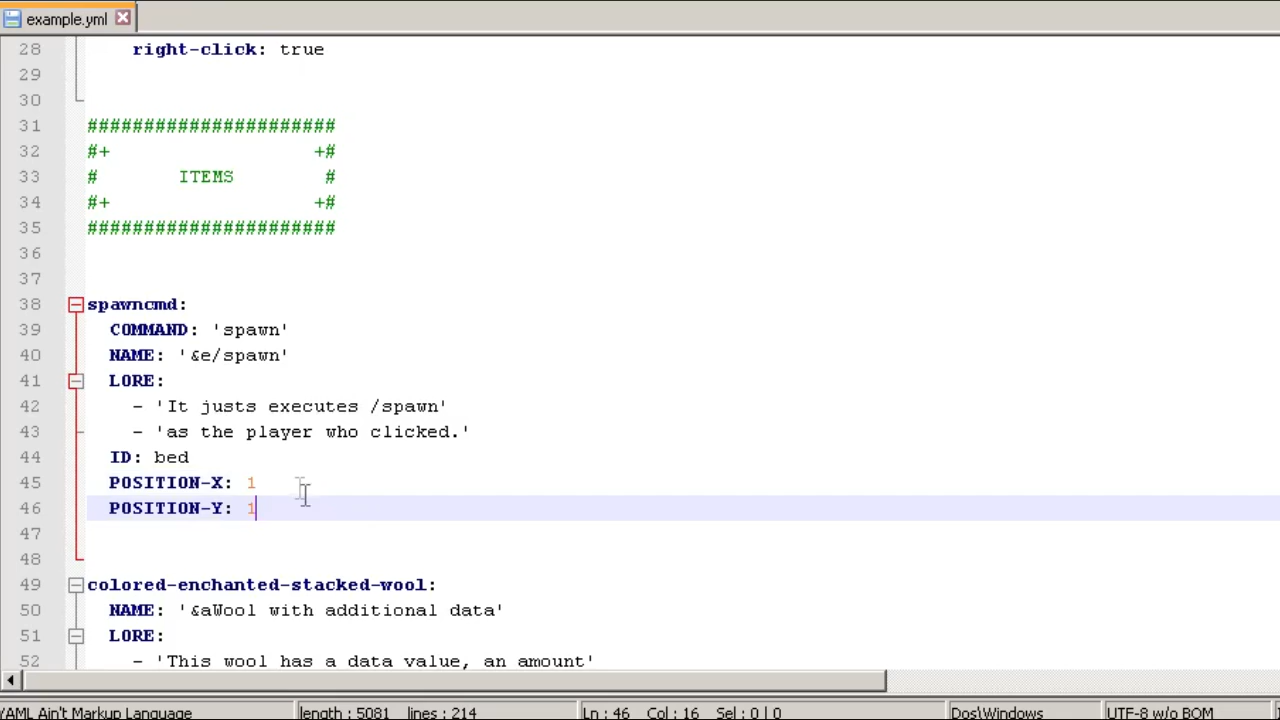 example.yml
28 right-click: true
29
30
31 ######################
32 #+ +#
33 # ITEMS #
34 #+ +#
35 ######################
36
37
38 spawncmd:
39 COMMAND: 'spawn'
40 NAME: '&e/spawn'
41 LORE:
42 - 'It justs executes /spawn'
43 - 'as the player who clicked.'
44 ID: bed
45 POSITION-X: 1
46 POSITION-Y: 1
47
48
49 colored-enchanted-stacked-wool:
50 NAME: '&aWool with additional data'
51 LORE:
52 - 'This wool has a data value, an amount'
YAML Ain't Markup Language length : 5081 lines : 214 Ln : 46 Col : 16 Sel : 0 | 0 Dos\Windows UTF-8 w/o BOM